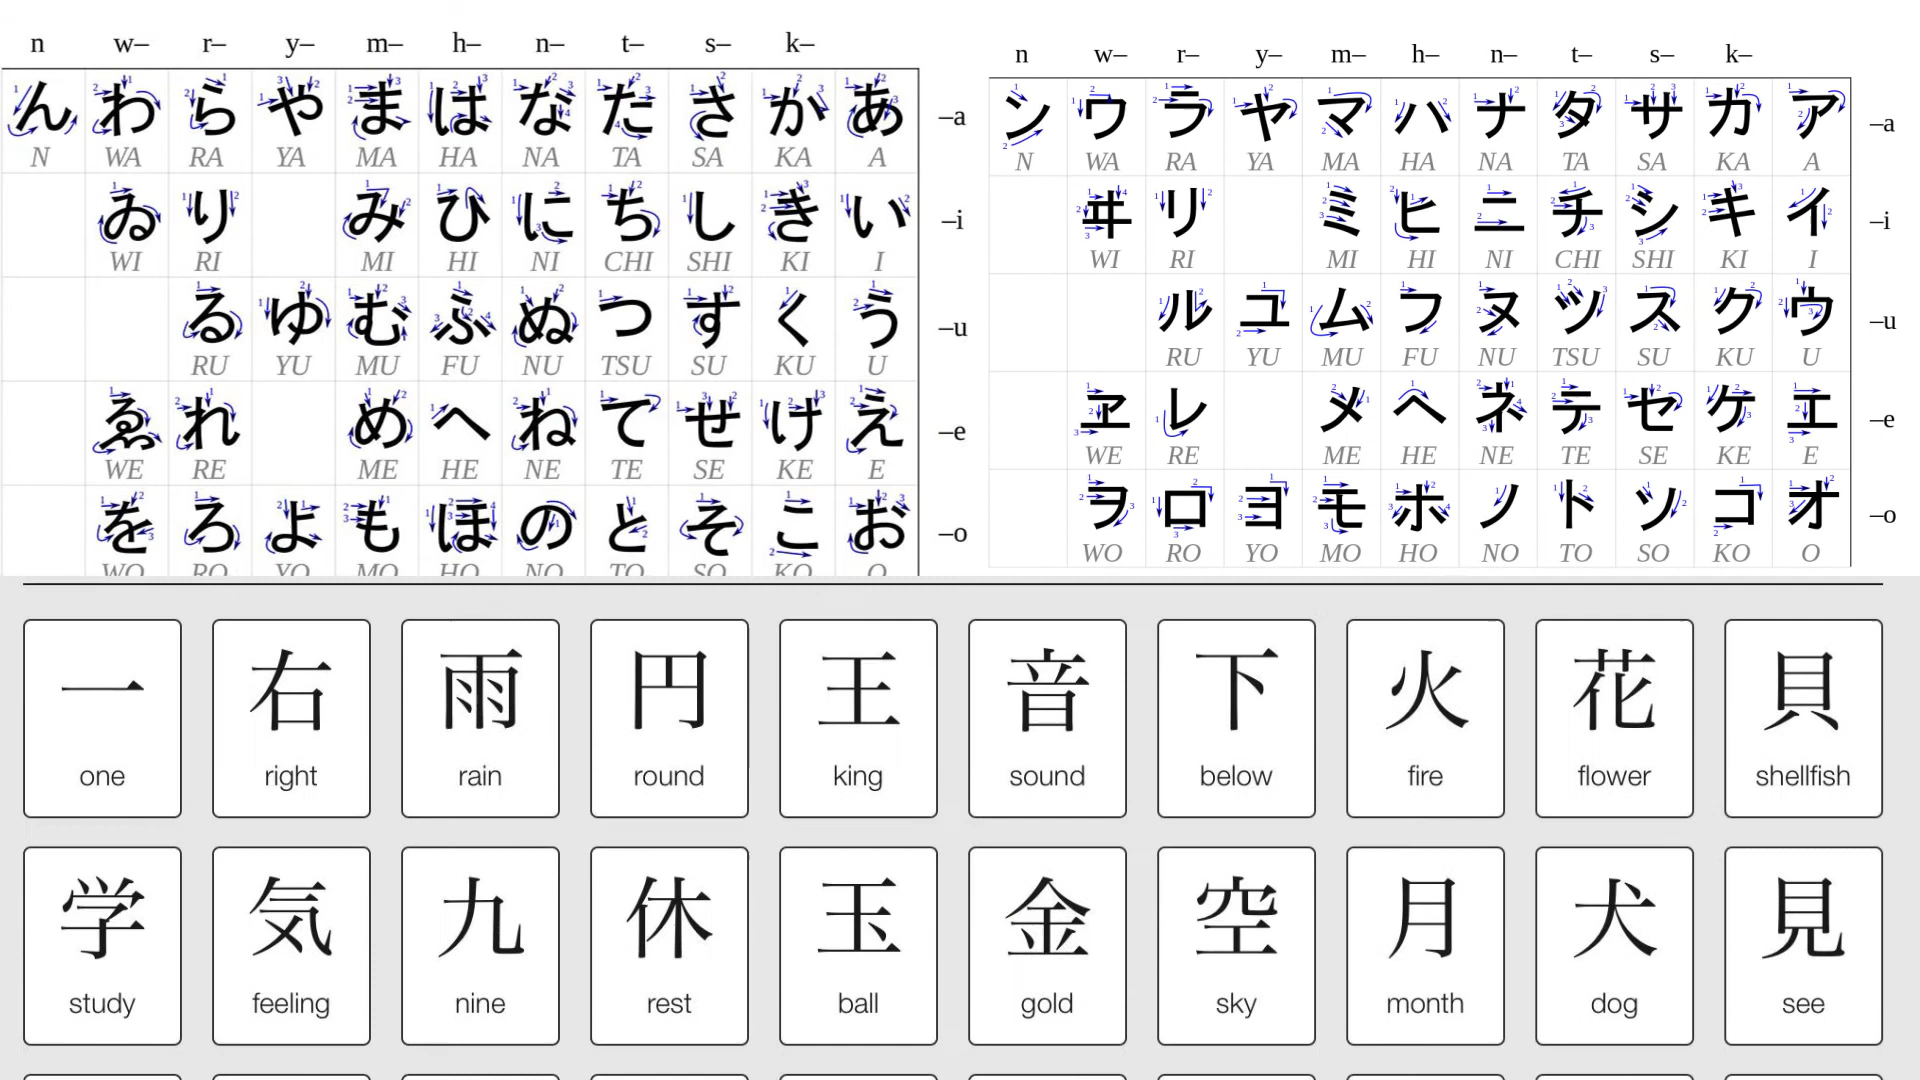 n w– r– y– m– h– n– t– s– k–
ん わ ら や ま は な た さ か あ –a
N WA RA YA MA HA NA TA SA KA A
ゐ り み ひ に ち し き い –i
WI RI MI HI NI CHI SHI KI I
る ゆ む ふ ぬ つ す く う –u
RU YU MU FU NU TSU SU KU U
ゑ れ め へ ね て せ け え –e
WE RE ME HE NE TE SE KE E
を ろ よ も ほ の と そ こ お –o
WO RO YO MO HO NO TO SO KO O
n w– r– y– m– h– n– t– s– k–
ン ワ ラ ヤ マ ハ ナ タ サ カ ア –a
N WA RA YA MA HA NA TA SA KA A
ヰ リ ミ ヒ ニ チ シ キ イ –i
WI RI MI HI NI CHI SHI KI I
ル ユ ム フ ヌ ツ ス ク ウ –u
RU YU MU FU NU TSU SU KU U
ヱ レ メ ヘ ネ テ セ ケ エ –e
WE RE ME HE NE TE SE KE E
ヲ ロ ヨ モ ホ ノ ト ソ コ オ –o
WO RO YO MO HO NO TO SO KO O
一 右 雨 円 王 音 下 火 花 貝
one right rain round king sound below fire flower shellfish
学 気 九 休 玉 金 空 月 犬 見
study feeling nine rest ball gold sky month dog see